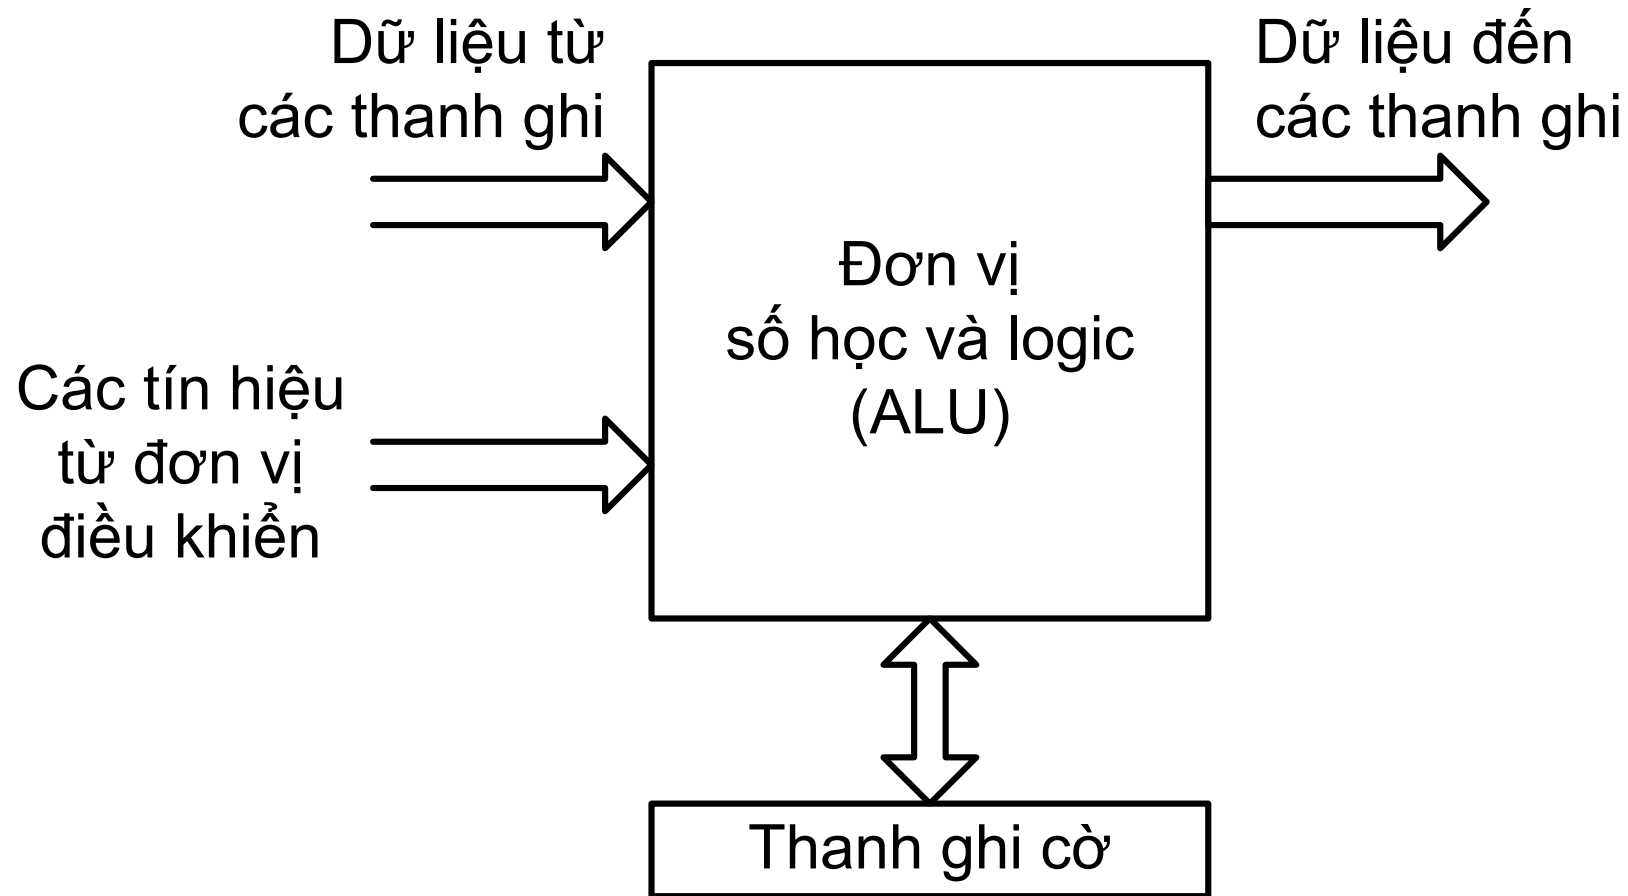 Dữ liệu từ
các thanh ghi
Dữ liệu đến
các thanh ghi
Đơn vị
số học và logic
(ALU)
Các tín hiệu
từ đơn vị
điều khiển
Thanh ghi cờ